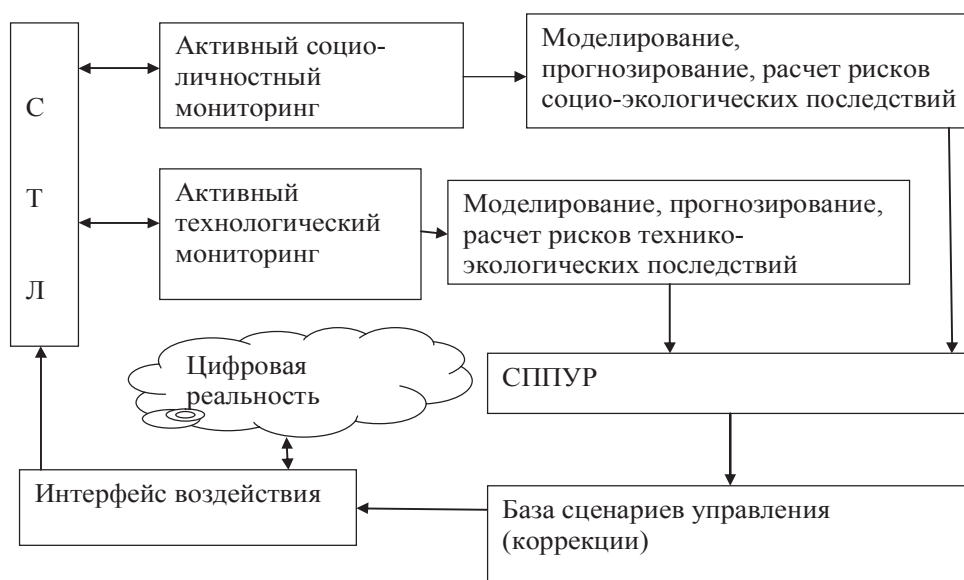 С
Т
Л
Активный социо-
личностный
мониторинг
Моделирование,
прогнозирование, расчет рисков
социо-экологических последствий
Активный
технологический
мониторинг
Моделирование, прогнозирование,
расчет рисков технико-
экологических последствий
Цифровая
реальность
СППУР
Интерфейс воздействия
База сценариев управления
(коррекции)